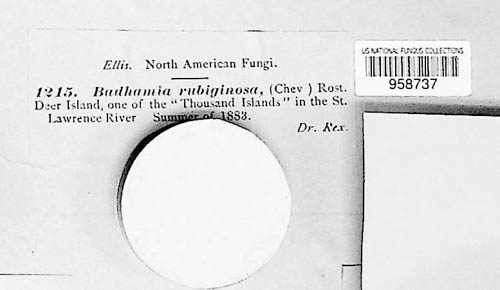 Ellis. North American Fungi.
US NATIONAL FUNGUS COLLECTIONS
958737
1215. Badhamia rubiginosa, (Chev ) Rost.
Deer Island, one of the "Thousand Islands" in the St.
Lawrence River Summer of 1883.
Dr. Rex.